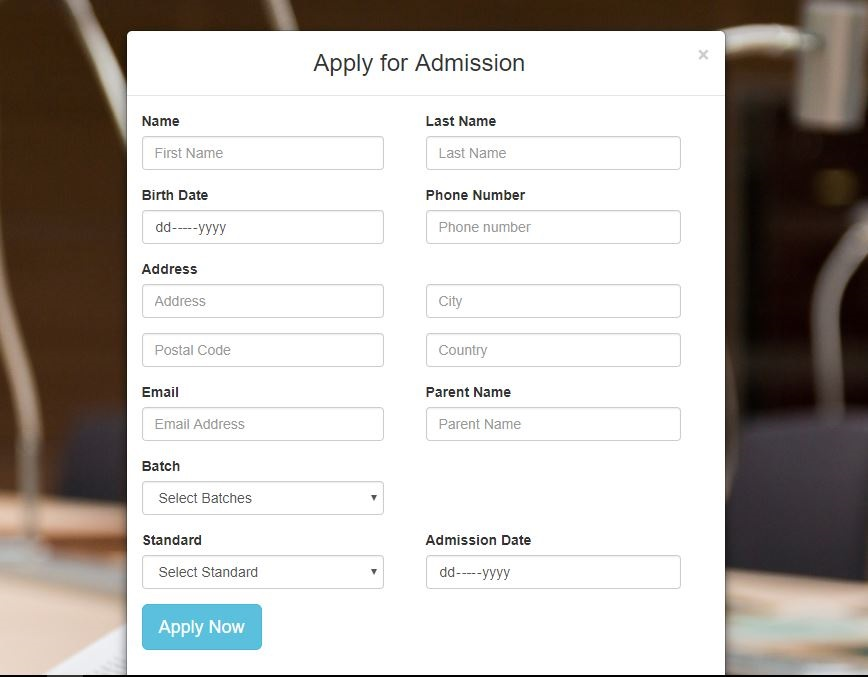 Apply for Admission ×
Name Last Name
First Name Last Name
Birth Date Phone Number
dd-----yyyy Phone number
Address
Address City
Postal Code Country
Email Parent Name
Email Address Parent Name
Batch
Select Batches
Standard Admission Date
Select Standard dd-----yyyy
Apply Now